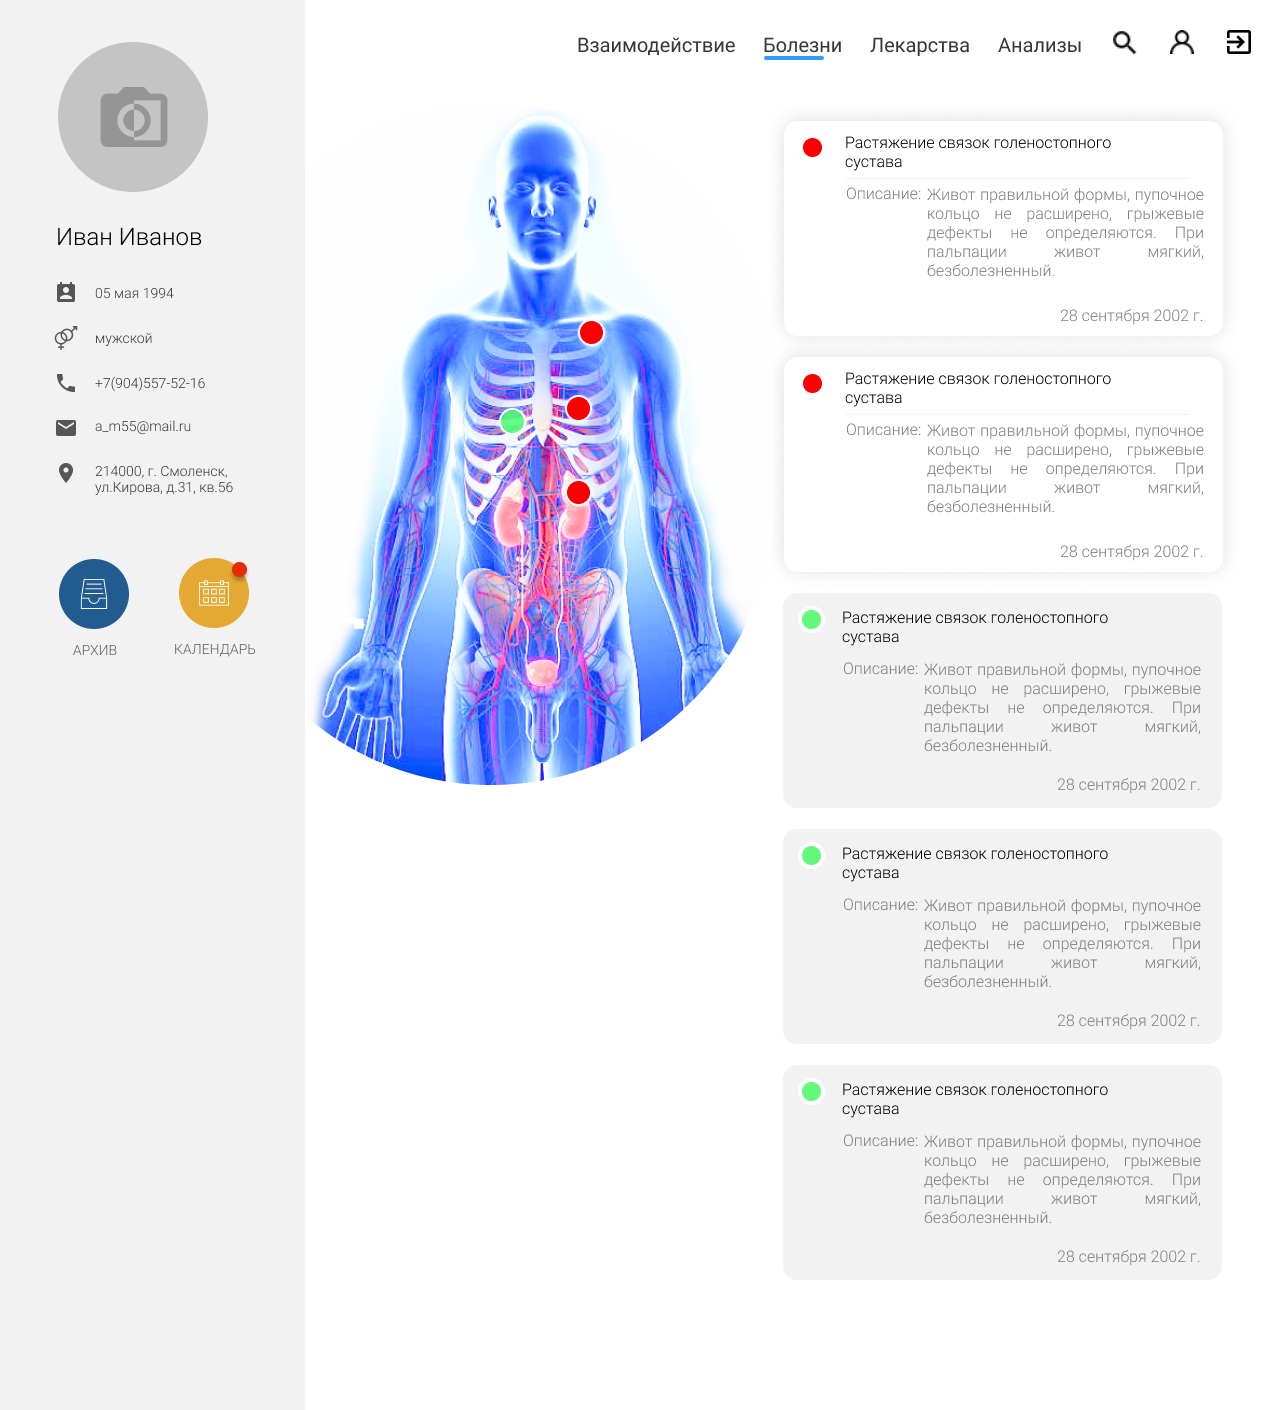 Взаимодействие Болезни Лекарства Анализы
Иван Иванов
05 мая 1994
мужской
+7(904)557-52-16
a_m55@mail.ru
214000, г. Смоленск,
ул.Кирова, д.31, кв.56
АРХИВ
КАЛЕНДАРЬ
Растяжение связок голеностопного
сустава
Описание: Живот правильной формы, пупочное
кольцо не расширено, грыжевые
дефекты не определяются. При
пальпации живот мягкий,
безболезненный.
28 сентября 2002 г.
Растяжение связок голеностопного
сустава
Описание: Живот правильной формы, пупочное
кольцо не расширено, грыжевые
дефекты не определяются. При
пальпации живот мягкий,
безболезненный.
28 сентября 2002 г.
Растяжение связок голеностопного
сустава
Описание: Живот правильной формы, пупочное
кольцо не расширено, грыжевые
дефекты не определяются. При
пальпации живот мягкий,
безболезненный.
28 сентября 2002 г.
Растяжение связок голеностопного
сустава
Описание: Живот правильной формы, пупочное
кольцо не расширено, грыжевые
дефекты не определяются. При
пальпации живот мягкий,
безболезненный.
28 сентября 2002 г.
Растяжение связок голеностопного
сустава
Описание: Живот правильной формы, пупочное
кольцо не расширено, грыжевые
дефекты не определяются. При
пальпации живот мягкий,
безболезненный.
28 сентября 2002 г.